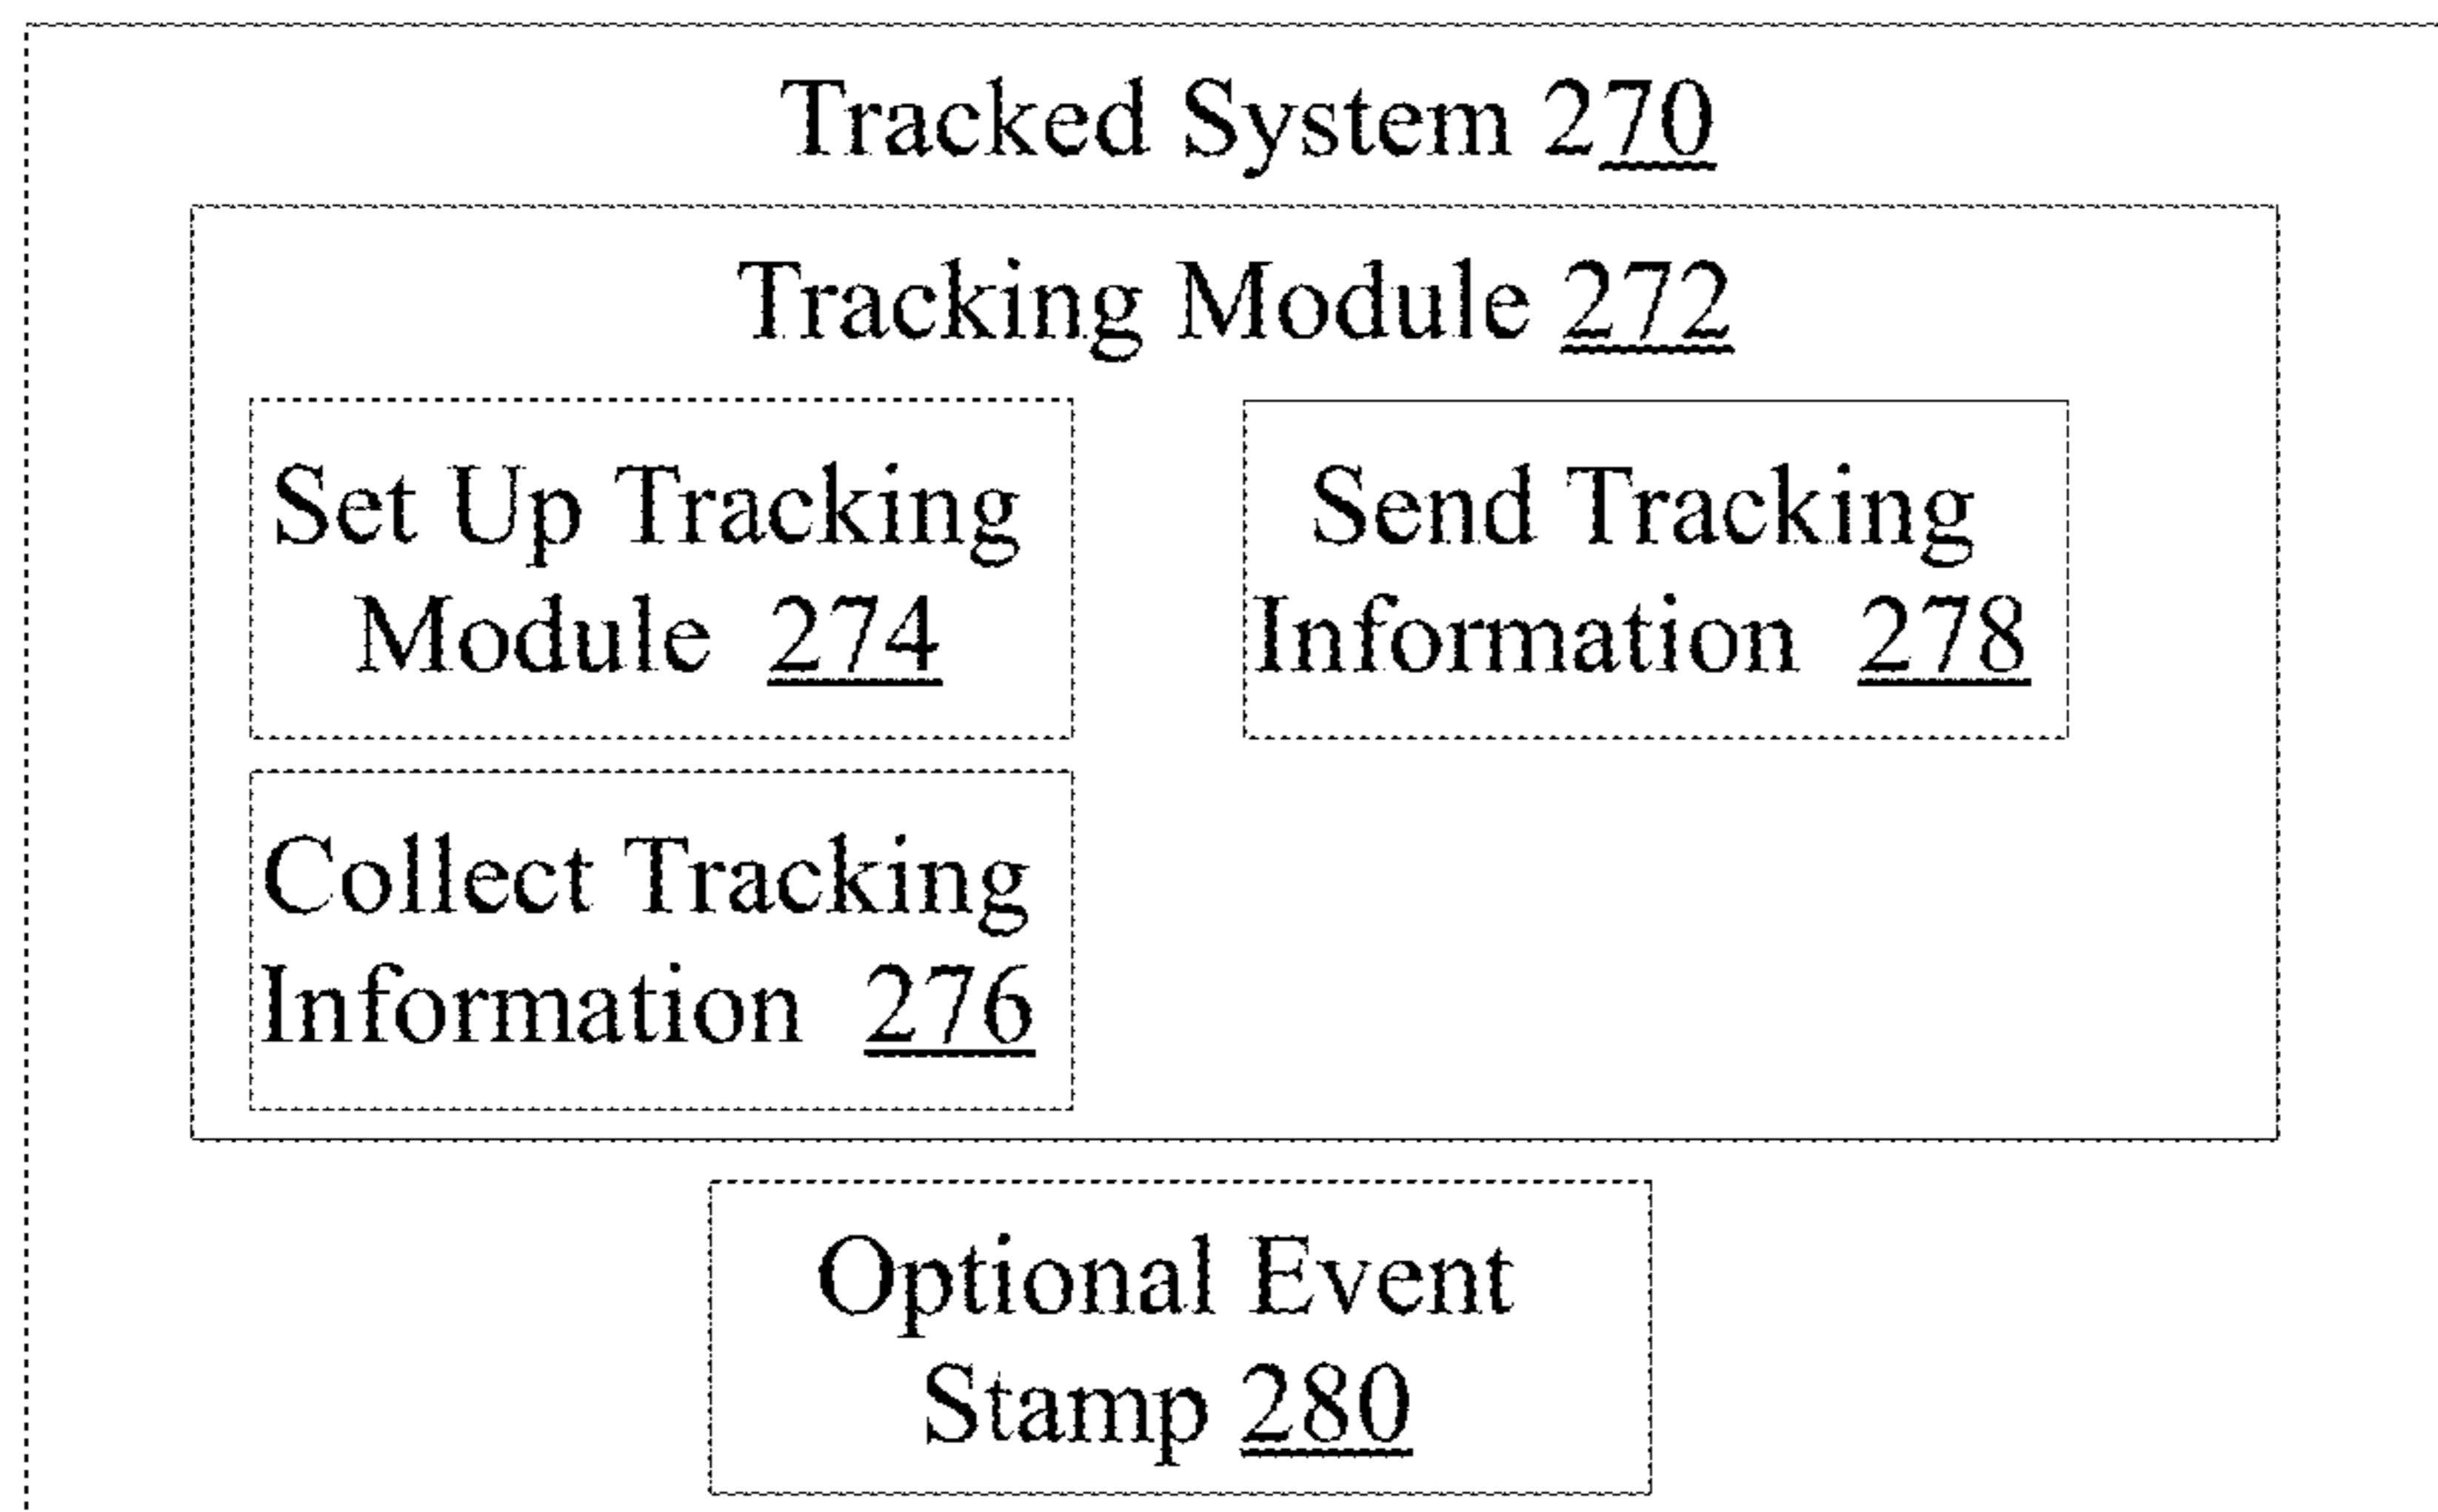 Tracked System 270
Tracking Module 272
Set Up Tracking
Module 274
Send Tracking
Information 278
Collect Tracking
Information 276
Optional Event
Stamp 280